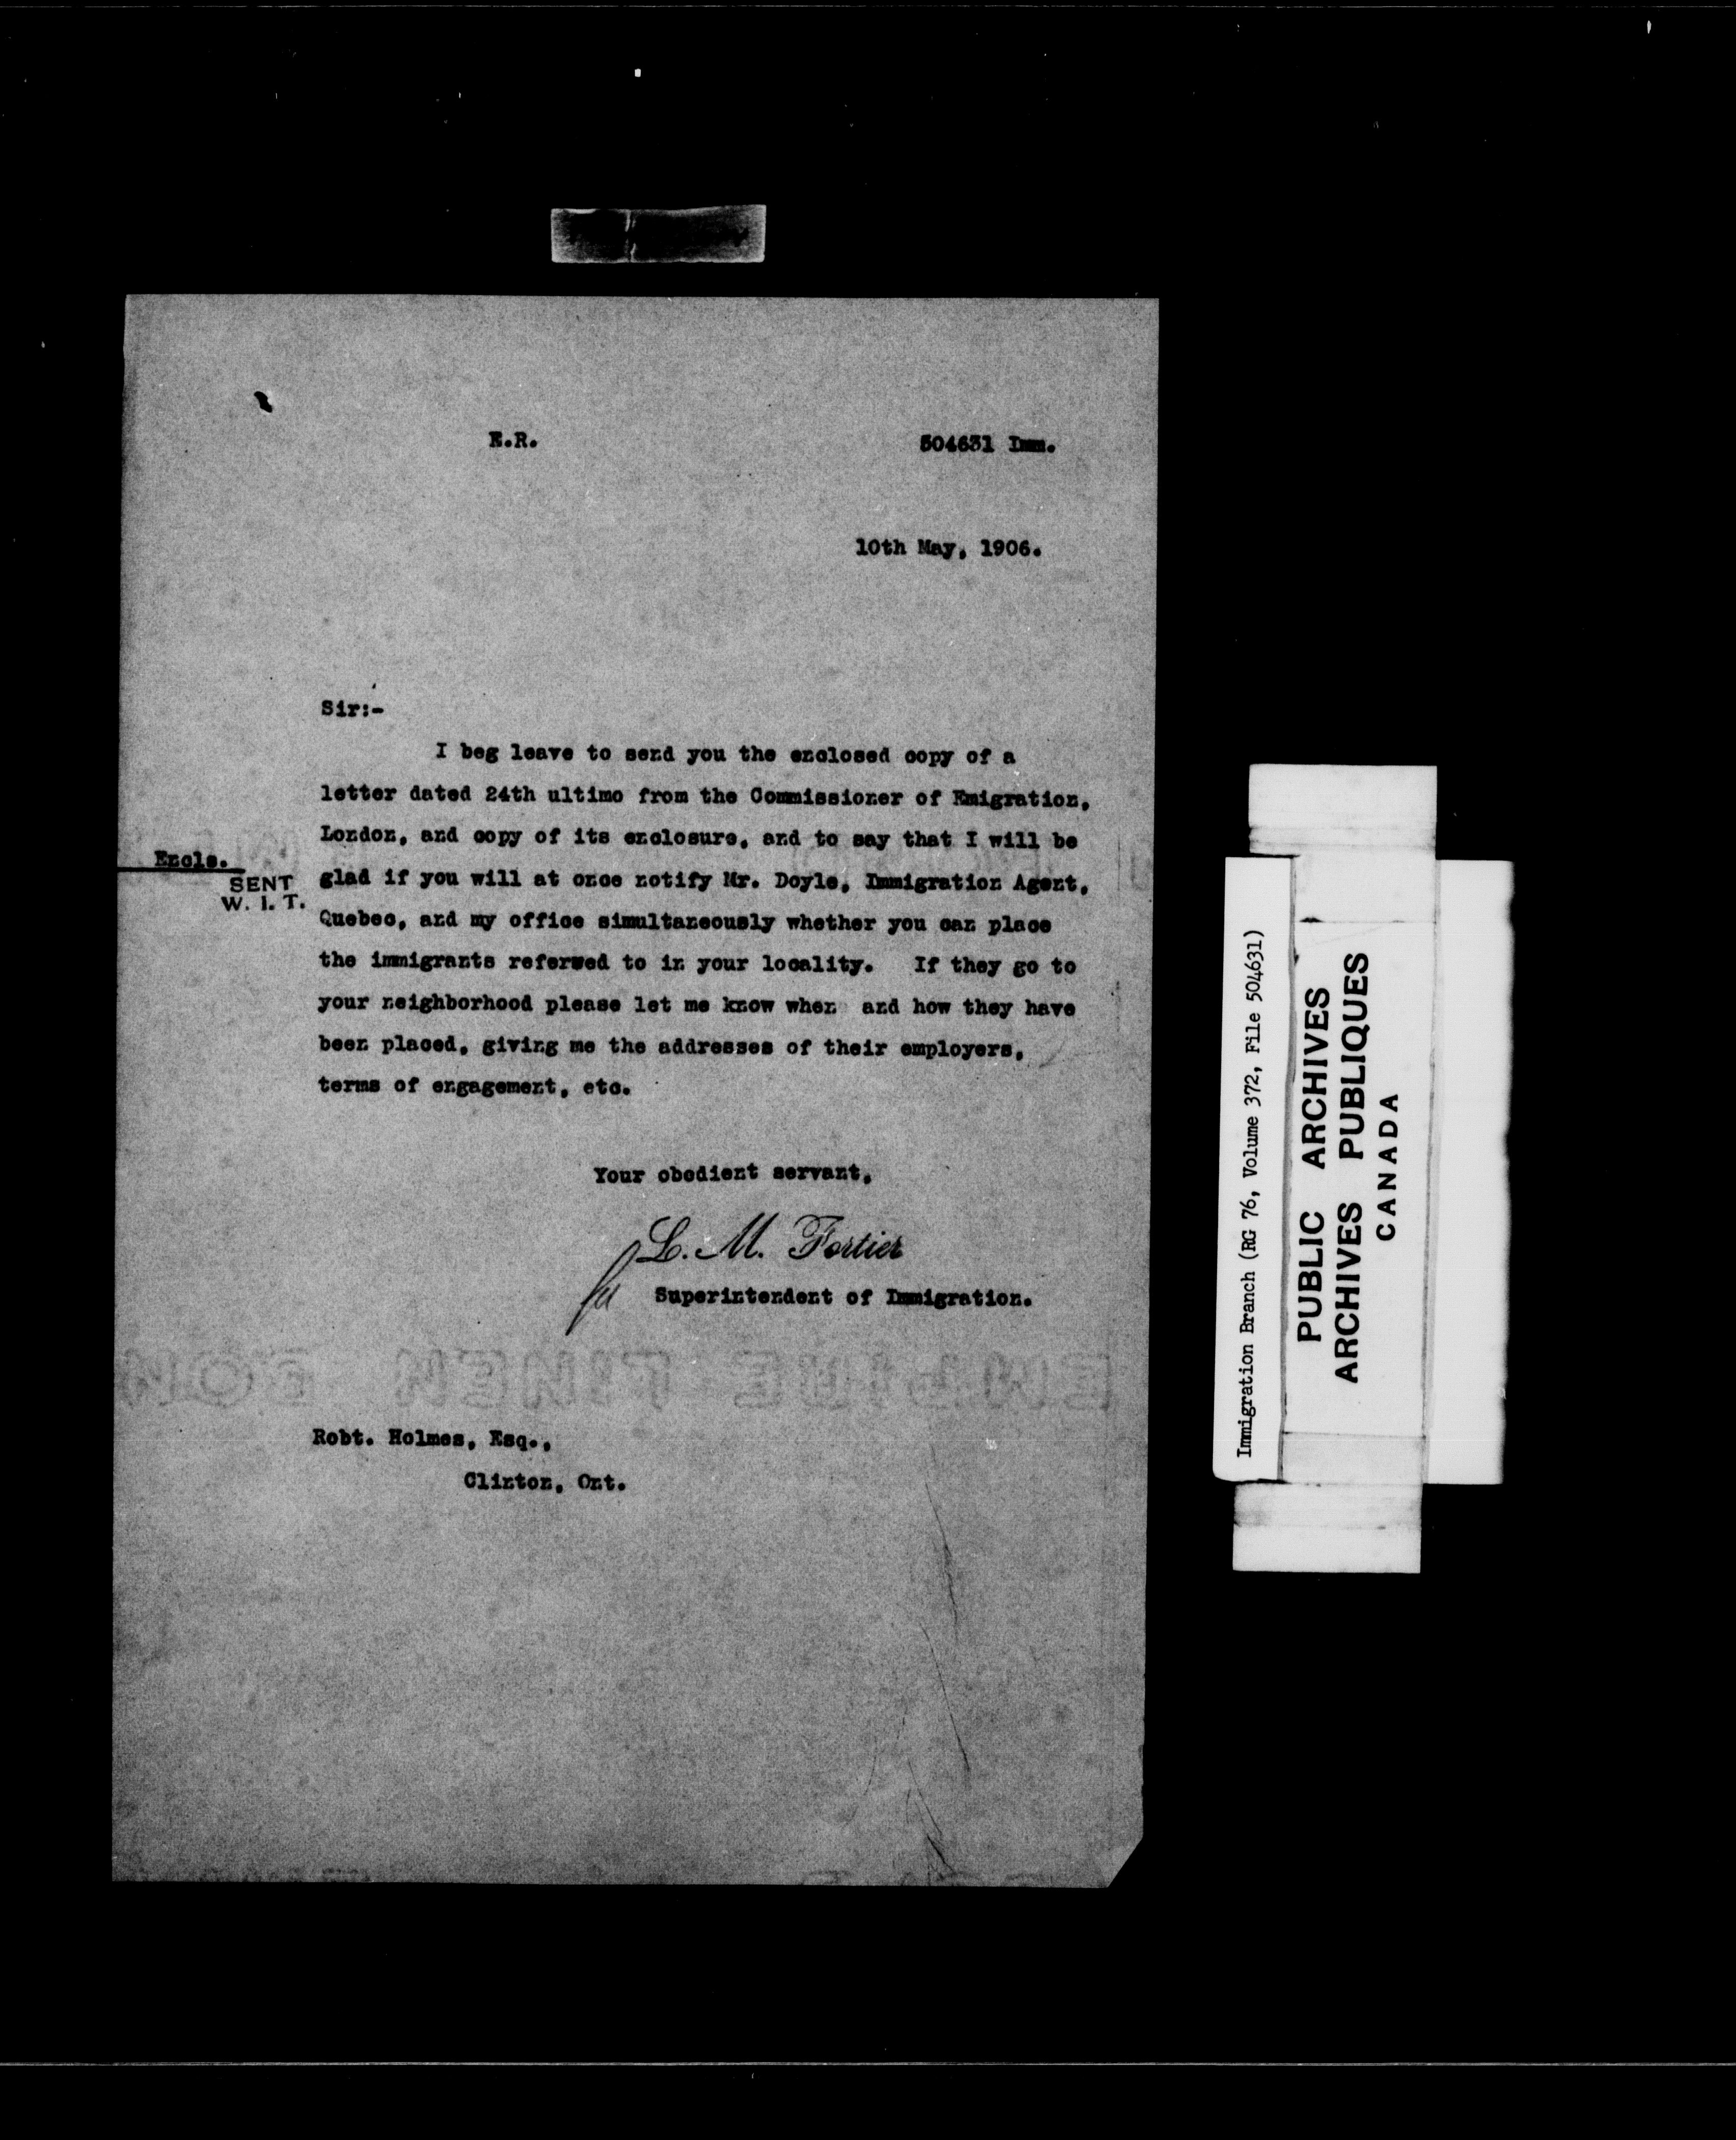 E.R.
504631 Imm.
10th May, 1906.
Sir:-
I beg leave to send you the enclosed copy of a
letter dated 24th ultimo from the Commissioner of Emigration,
London, and copy of its enclosure, and to say that I will be
Encls.
glad if you will at once notify Mr. Doyle, Immigration Agent,
SENT
W. I. T.
Quebec, and my office simultaneously whether you can place
the immigrants referred to in your locality. If they go to
your neighborhood please let me know when and how they have
been placed, giving me the addresses of their employers,
terms of engagement, etc.
Your obedient servant,
L. M. Fortier
Superintendent of Immigration.
Robt. Holmes, Esq.,
Clinton, Ont.
Immigration Branch (RG 76, Volume 372, File 504631)
PUBLIC ARCHIVES
ARCHIVES PUBLIQUES
CANADA